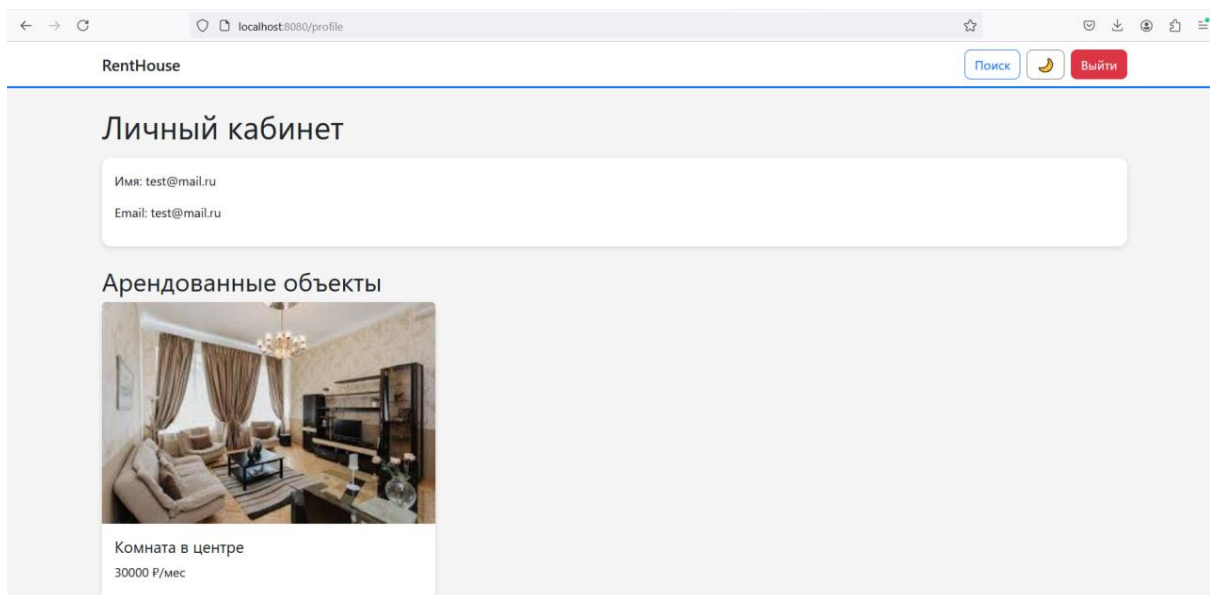 localhost:8080/profile
RentHouse
Поиск
Выйти
Личный кабинет
Имя: test@mail.ru
Email: test@mail.ru
Арендованные объекты
Комната в центре
30000 ₽/мес